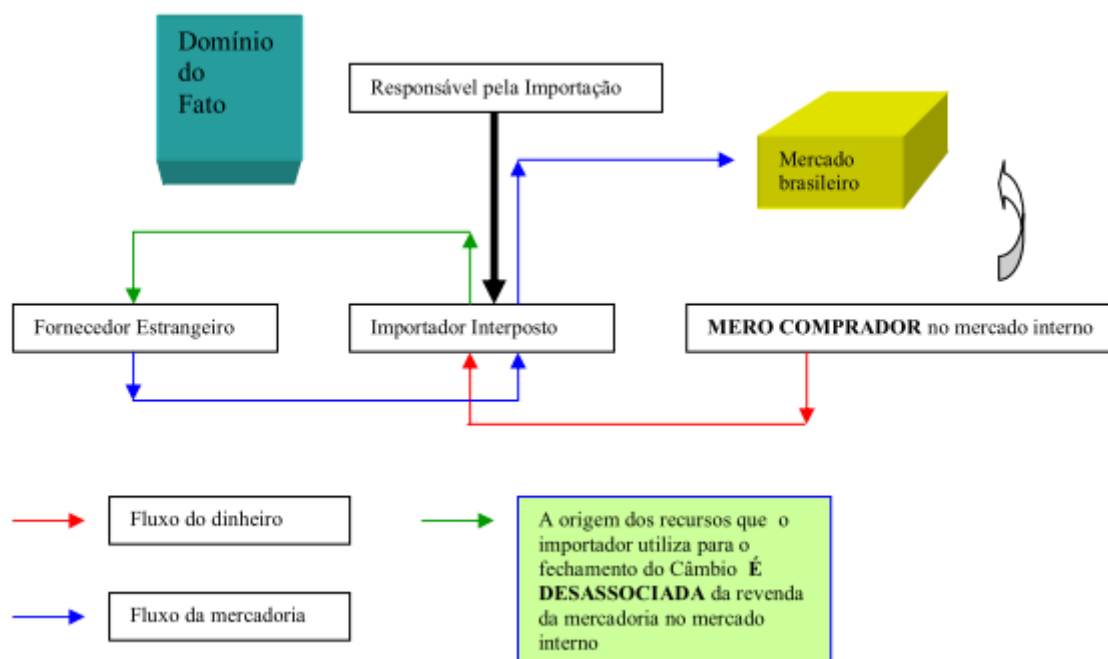 Domínio
do
Fato
Responsável pela Importação
Mercado
brasileiro
Fornecedor Estrangeiro
Importador Interposto
MERO COMPRADOR no mercado interno
Fluxo do dinheiro
Fluxo da mercadoria
A origem dos recursos que o
importador utiliza para o
fechamento do Câmbio É
DESASSOCIADA da revenda
da mercadoria no mercado
interno